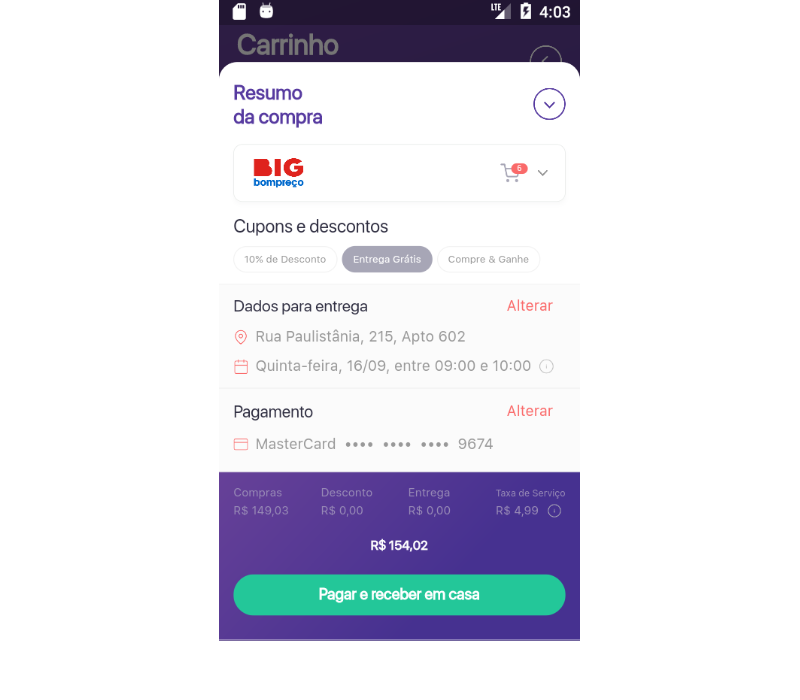 LTE 4:03
Carrinho
Resumo
da compra
BIG
bompreço
6
Cupons e descontos
10% de Desconto Entrega Grátis Compre & Ganhe
Dados para entrega Alterar
Rua Paulistânia, 215, Apto 602
Quinta-feira, 16/09, entre 09:00 e 10:00
Pagamento Alterar
MasterCard •••• •••• •••• 9674
Compras Desconto Entrega Taxa de Serviço
R$ 149,03 R$ 0,00 R$ 0,00 R$ 4,99
R$ 154,02
Pagar e receber em casa